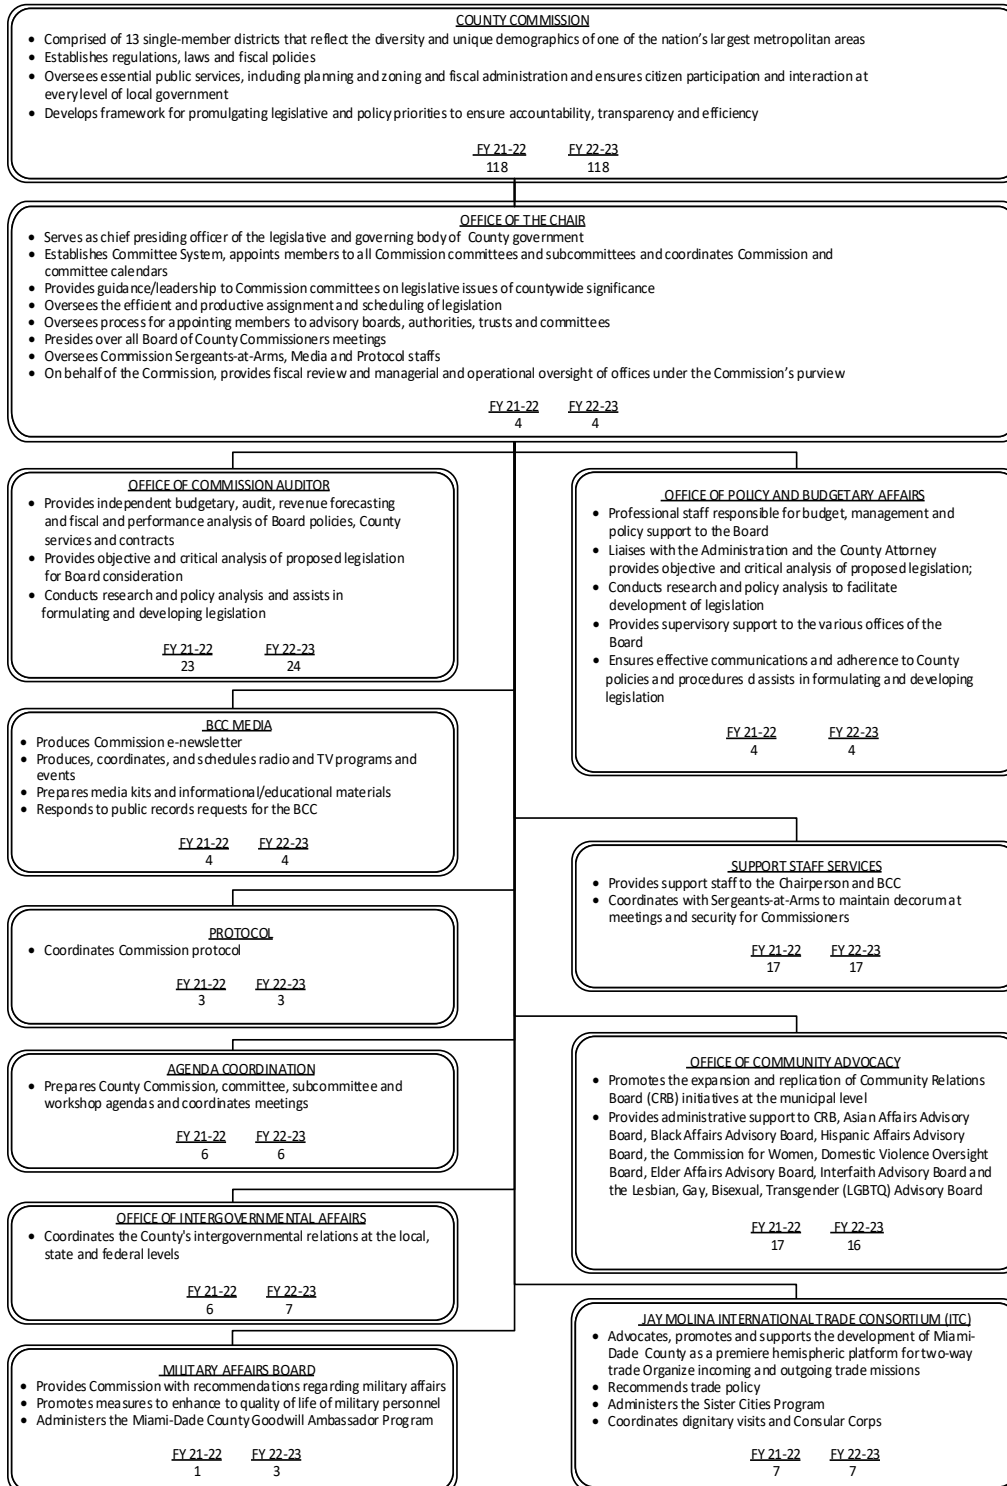 COUNTY COMMISSION
• Comprised of 13 single-member districts that reflect the diversity and unique demographics of one of the nation's largest metropolitan areas
• Establishes regulations, laws and fiscal policies
• Oversees essential public services, including planning and zoning and fiscal administration and ensures citizen participation and interaction at
every level of local government
• Develops framework for promulgating legislative and policy priorities to ensure accountability, transparency and efficiency
FY 21-22 FY 22-23
118 118
OFFICE OF THE CHAIR
• Serves as chief presiding officer of the legislative and governing body of County government
• Establishes Committee System, appoints members to all Commission committees and subcommittees and coordinates Commission and
committee calendars
• Provides guidance/leadership to Commission committees on legislative issues of countywide significance
• Oversees the efficient and productive assignment and scheduling of legislation
• Oversees process for appointing members to advisory boards, authorities, trusts and committees
• Presides over all Board of County Commissioners meetings
• Oversees Commission Sergeants-at-Arms, Media and Protocol staffs
• On behalf of the Commission, provides fiscal review and managerial and operational oversight of offices under the Commission's purview
FY 21-22 FY 22-23
4 4
OFFICE OF COMMISSION AUDITOR
• Provides independent budgetary, audit, revenue forecasting
and fiscal and performance analysis of Board policies, County
services and contracts
• Provides objective and critical analysis of proposed legislation
for Board consideration
• Conducts research and policy analysis and assists in
formulating and developing legislation
FY 21-22 FY 22-23
23 24
OFFICE OF POLICY AND BUDGETARY AFFAIRS
• Professional staff responsible for budget, management and
policy support to the Board
• Liaises with the Administration and the County Attorney
provides objective and critical analysis of proposed legislation;
• Conducts research and policy analysis to facilitate
development of legislation
• Provides supervisory support to the various offices of the
Board
• Ensures effective communications and adherence to County
policies and procedures d assists in formulating and developing
legislation
FY 21-22 FY 22-23
4 4
BCC MEDIA
• Produces Commission e-newsletter
• Produces, coordinates, and schedules radio and TV programs and
events
• Prepares media kits and informational/educational materials
• Responds to public records requests for the BCC
FY 21-22 FY 22-23
4 4
SUPPORT STAFF SERVICES
• Provides support staff to the Chairperson and BCC
• Coordinates with Sergeants-at-Arms to maintain decorum at
meetings and security for Commissioners
FY 21-22 FY 22-23
17 17
PROTOCOL
• Coordinates Commission protocol
FY 21-22 FY 22-23
3 3
AGENDA COORDINATION
• Prepares County Commission, committee, subcommittee and
workshop agendas and coordinates meetings
FY 21-22 FY 22-23
6 6
OFFICE OF COMMUNITY ADVOCACY
• Promotes the expansion and replication of Community Relations
Board (CRB) initiatives at the municipal level
• Provides administrative support to CRB, Asian Affairs Advisory
Board, Black Affairs Advisory Board, Hispanic Affairs Advisory
Board, the Commission for Women, Domestic Violence Oversight
Board, Elder Affairs Advisory Board, Interfaith Advisory Board and
the Lesbian, Gay, Bisexual, Transgender (LGBTQ) Advisory Board
FY 21-22 FY 22-23
17 16
OFFICE OF INTERGOVERNMENTAL AFFAIRS
• Coordinates the County's intergovernmental relations at the local,
state and federal levels
FY 21-22 FY 22-23
6 7
JAY MOLINA INTERNATIONAL TRADE CONSORTIUM (ITC)
• Advocates, promotes and supports the development of Miami-
Dade County as a premiere hemispheric platform for two-way
trade Organize incoming and outgoing trade missions
• Recommends trade policy
• Administers the Sister Cities Program
• Coordinates dignitary visits and Consular Corps
FY 21-22 FY 22-23
7 7
MILITARY AFFAIRS BOARD
• Provides Commission with recommendations regarding military affairs
• Promotes measures to enhance to quality of life of military personnel
• Administers the Miami-Dade County Goodwill Ambassador Program
FY 21-22 FY 22-23
1 3